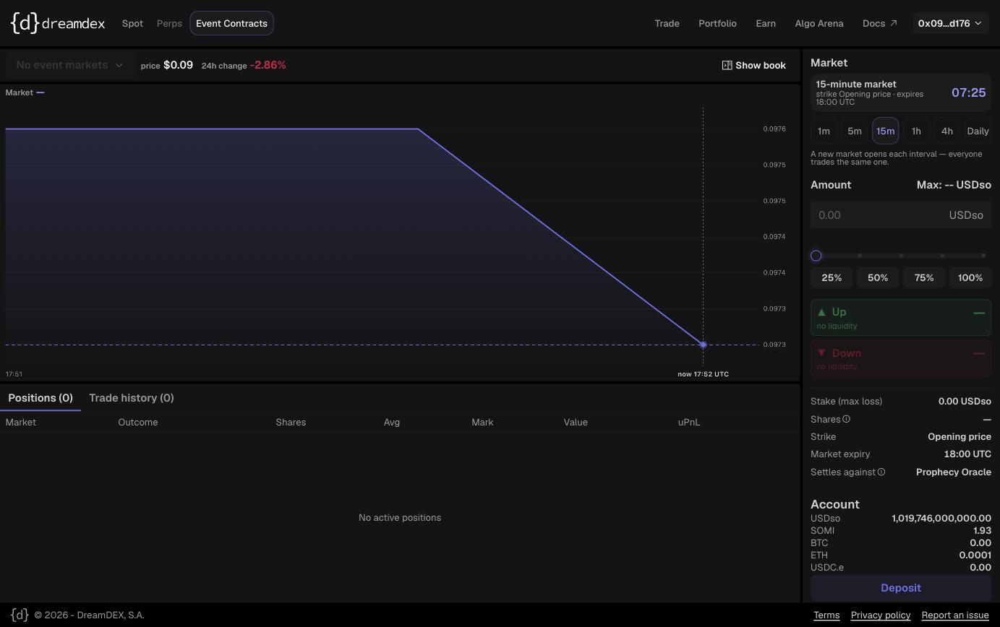 {d} dreamdex Spot Perps Event Contracts Trade Portfolio Earn Algo Arena Docs ↗ 0x09...d176
No event markets price $0.09 24h change -2.86% Show book
Market
0.0976
0.0975
0.0975
0.0974
0.0974
0.0973
0.0973
17:51 now 17:52 UTC
Positions (0) Trade history (0)
Market Outcome Shares Avg Mark Value uPnL
No active positions
Market
15-minute market
strike Opening price · expires
18:00 UTC
07:25
1m 5m 15m 1h 4h Daily
A new market opens each interval — everyone
trades the same one.
Amount Max: -- USDso
0.00 USDso
25% 50% 75% 100%
▲ Up —
no liquidity
▼ Down —
no liquidity
Stake (max loss) 0.00 USDso
Shares —
Strike Opening price
Market expiry 18:00 UTC
Settles against Prophecy Oracle
Account
USDso 1,019,746,000,000.00
SOMI 1.93
BTC 0.00
ETH 0.0001
USDC.e 0.00
Deposit
{d} © 2026 - DreamDEX, S.A. Terms Privacy policy Report an issue